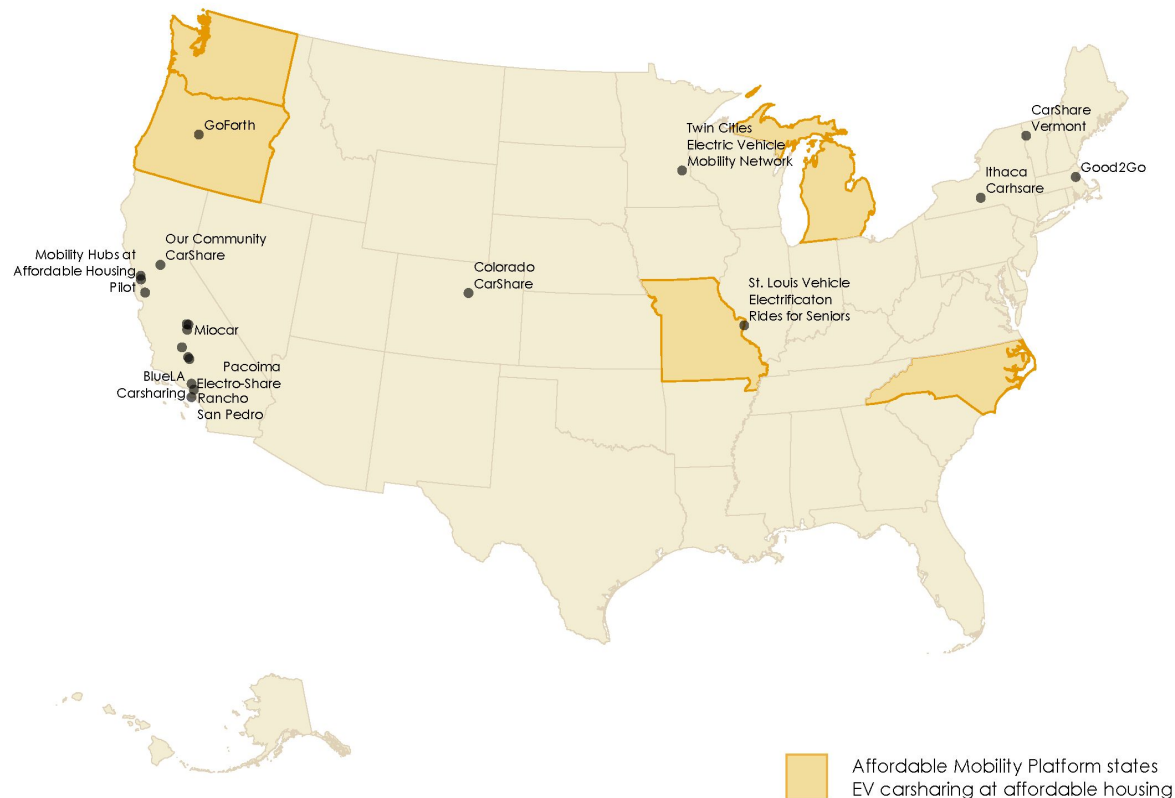 GoForth
Twin Cities
Electric Vehicle
Mobility Network
CarShare
Vermont
Ithaca
Carhsare
Good2Go
Our Community
CarShare
Mobility Hubs at
Affordable Housing
Pilot
Colorado
CarShare
St. Louis Vehicle
Electrificaton
Rides for Seniors
Miocar
Pacoima
Electro-Share
BlueLA
Carsharing
Rancho
San Pedro
Affordable Mobility Platform states
EV carsharing at affordable housing